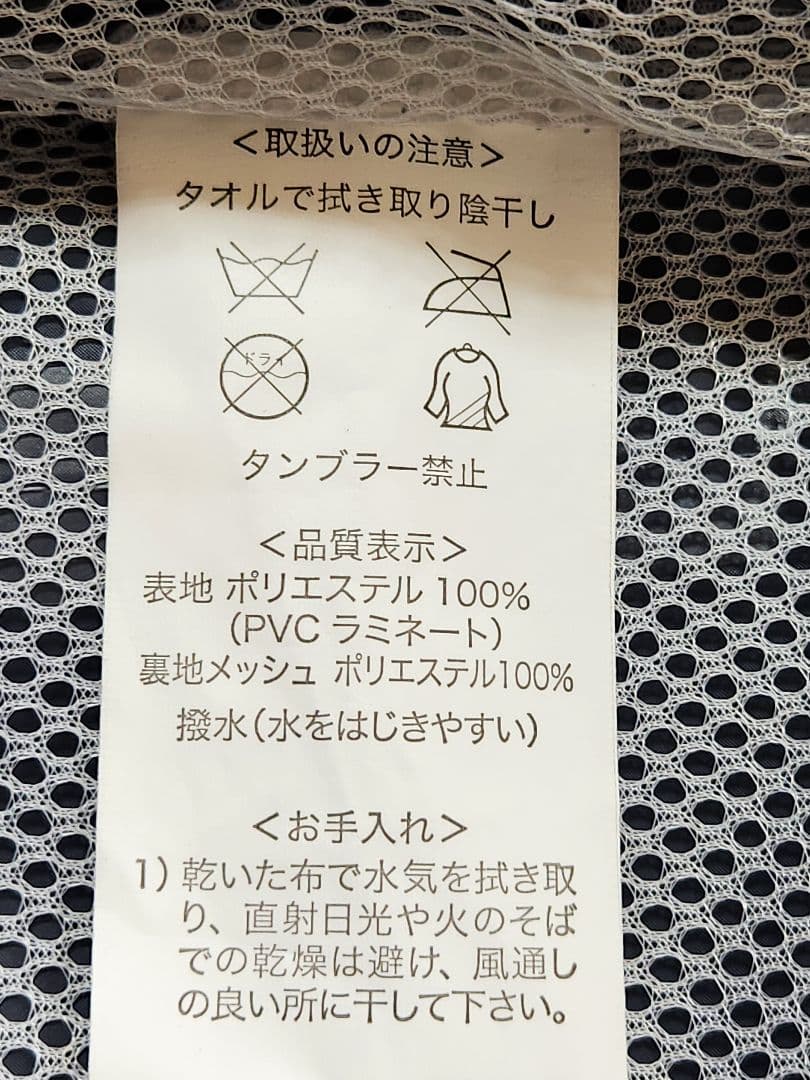 ＜取扱いの注意＞
タオルで拭き取り陰干し
ドライ
タンブラー禁止
＜品質表示＞
表地 ポリエステル 100%
(PVC ラミネート)
裏地メッシュ ポリエステル100%
撥水(水をはじきやすい)
＜お手入れ＞
1) 乾いた布で水気を拭き取
り、直射日光や火のそば
での乾燥は避け、風通し
の良い所に干して下さい。